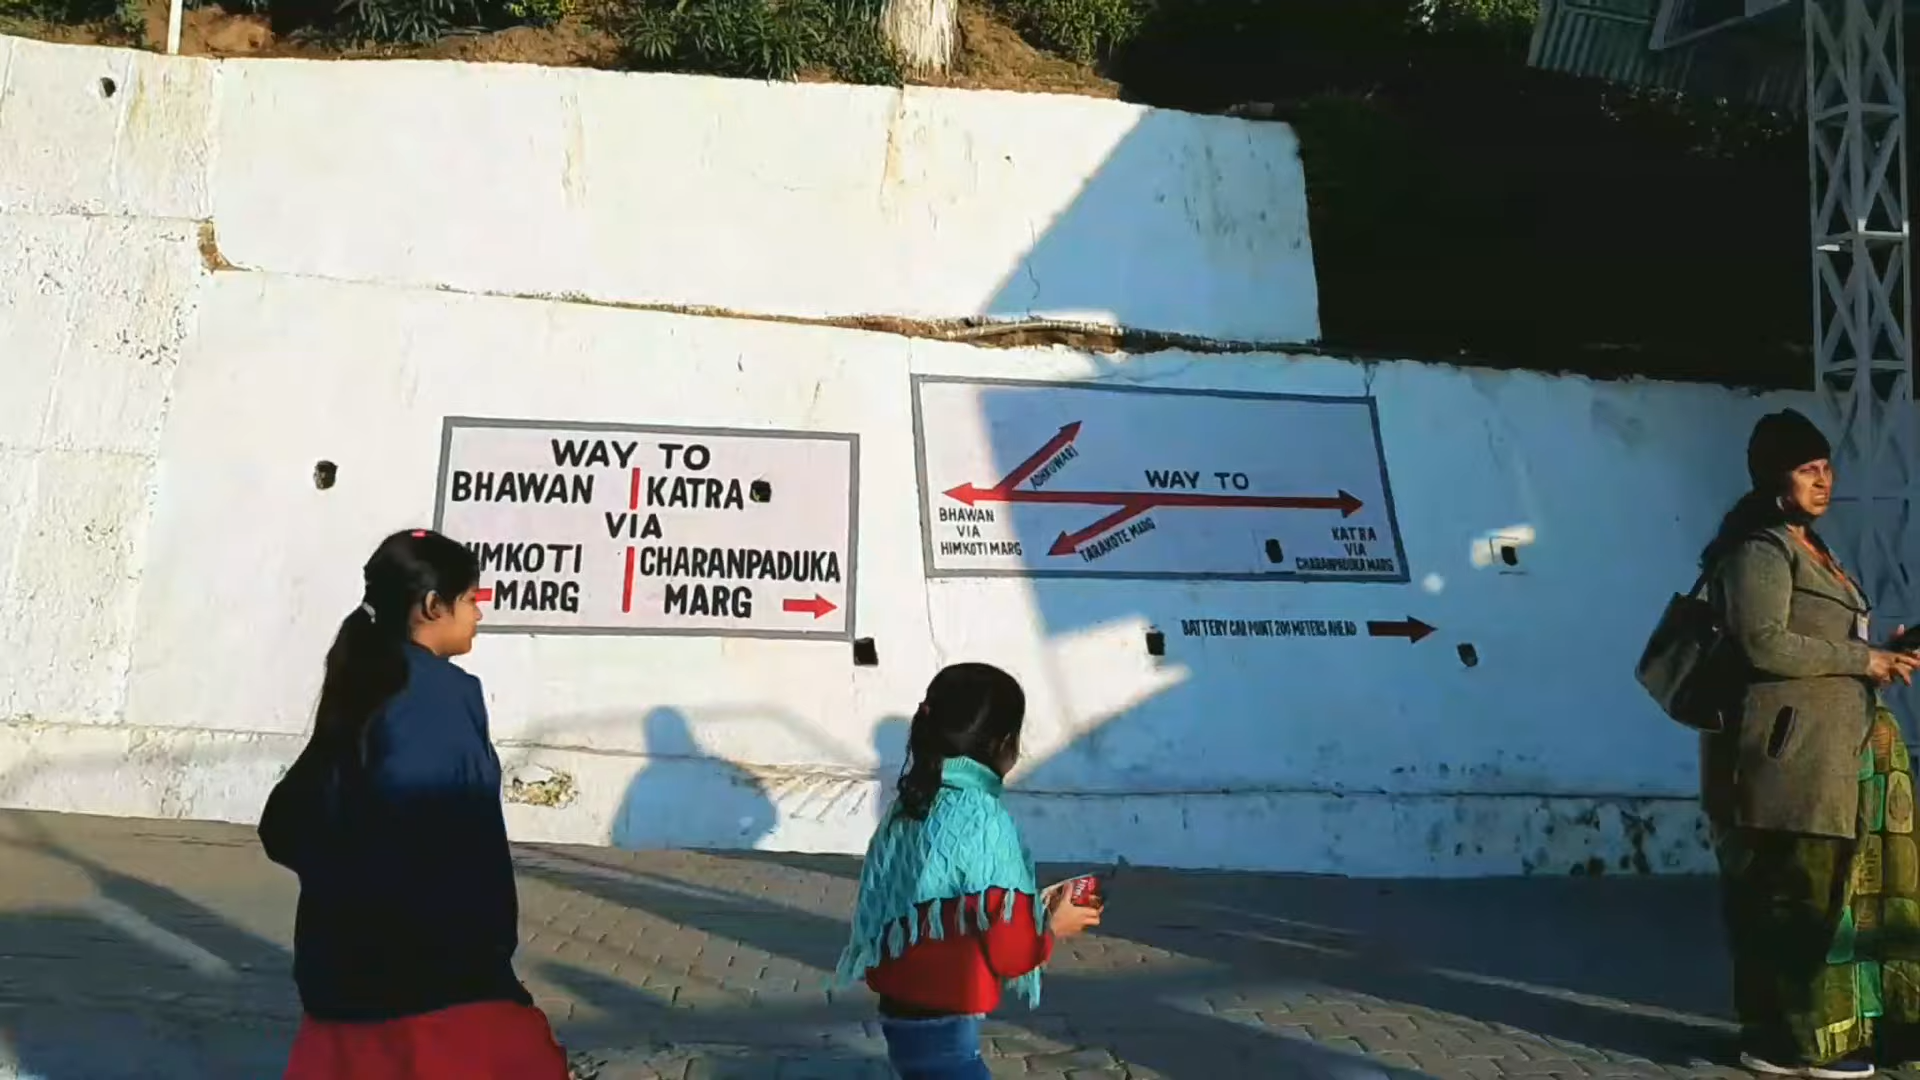 WAY TO
BHAWAN | KATRA
VIA
HIMKOTI | CHARANPADUKA
MARG | MARG
ADHKUWARI
WAY TO
BHAWAN
VIA
HIMKOTI MARG
TARAKOTE MARG
KATRA
VIA
CHARANPADUKA MARG
BATTERY CAR POINT 200 METERS AHEAD